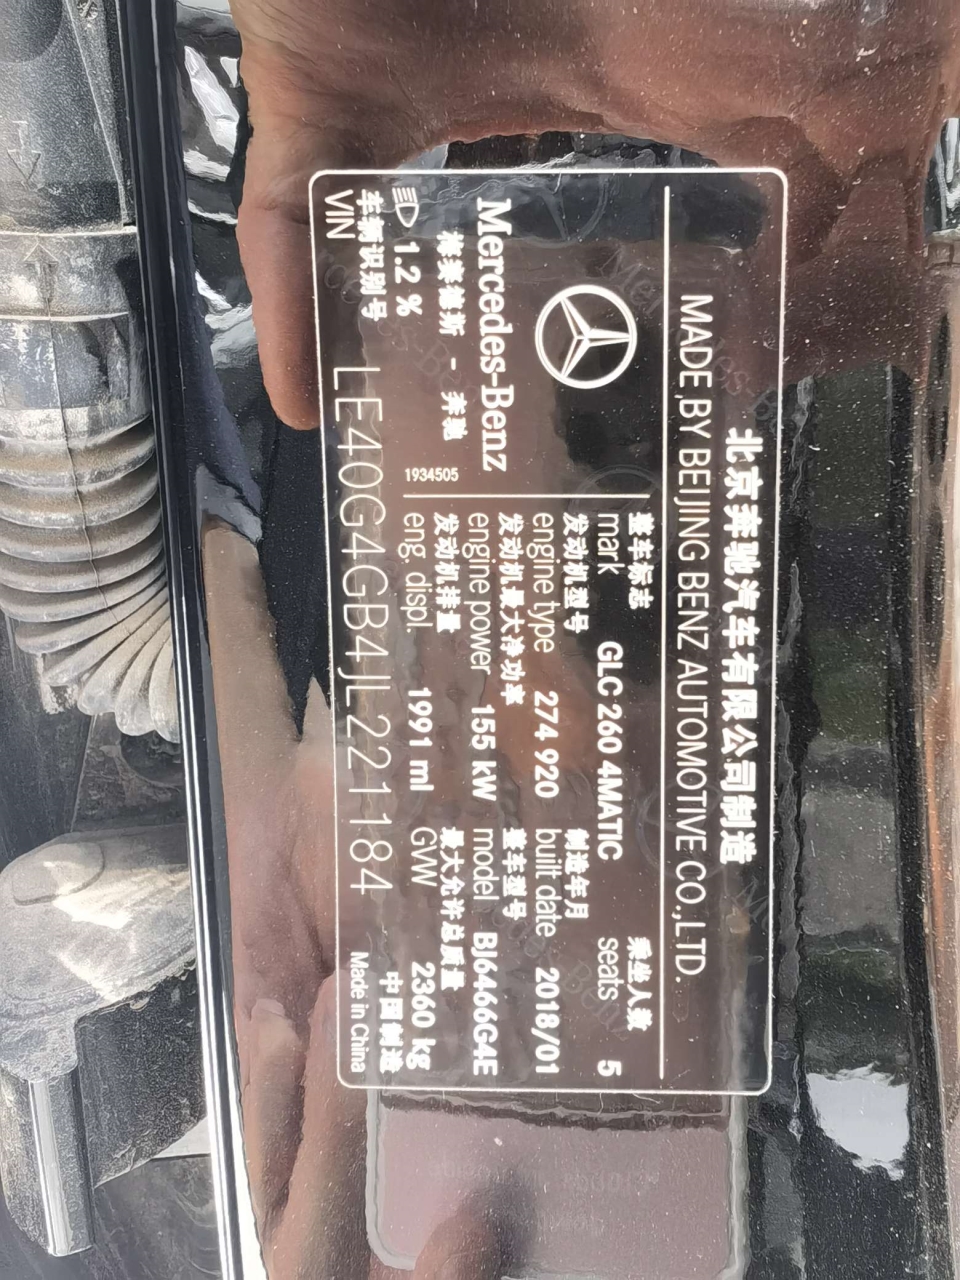 北京奔驰汽车有限公司制造
MADE BY BEIJING BENZ AUTOMOTIVE CO.,LTD.
Mercedes-Benz
梅赛德斯 - 奔驰
1.2 %
1934505
整车标志 乘坐人数
mark GLC 260 4MATIC seats 5
发动机型号 制造年月
engine type 274 920 built date 2018/01
发动机最大净功率 整车型号
engine power 155 kW model BJ6466G4E
发动机排量 最大允许总质量
eng. displ. 1991 ml GWW 2360 kg
车辆识别号 中国制造
VIN LE40G4GB4JL221184 Made in China